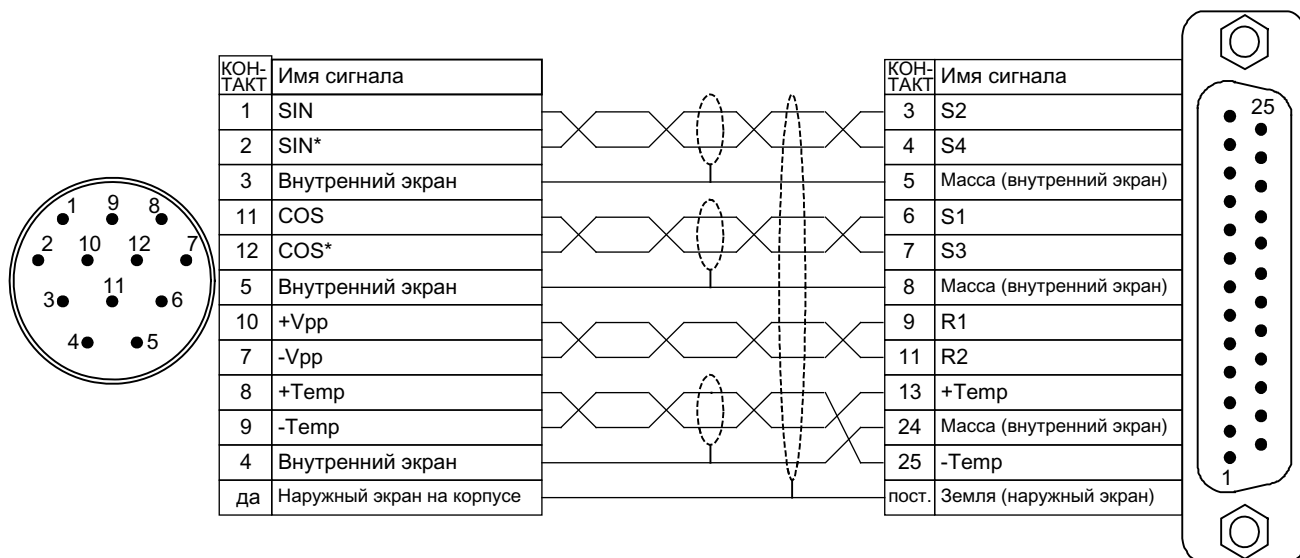 КОН-
ТАКТ Имя сигнала
1 SIN
2 SIN*
3 Внутренний экран
11 COS
12 COS*
5 Внутренний экран
10 +Vpp
7 -Vpp
8 +Temp
9 -Temp
4 Внутренний экран
да Наружный экран на корпусе
КОН-
ТАКТ Имя сигнала
3 S2
4 S4
5 Масса (внутренний экран)
6 S1
7 S3
8 Масса (внутренний экран)
9 R1
11 R2
13 +Temp
24 Масса (внутренний экран)
25 -Temp
пост. Земля (наружный экран)
1 9 8
2 10 12 7
3 11 6
4 5
25
1